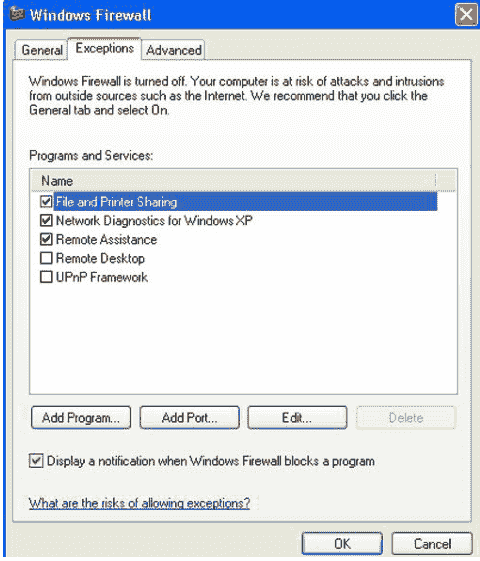 Windows Firewall
General
Exceptions
Advanced
Windows Firewall is turned off. Your computer is at risk of attacks and intrusions
from outside sources such as the Internet. We recommend that you click the
General tab and select On.
Programs and Services:
Name
File and Printer Sharing
Network Diagnostics for Windows XP
Remote Assistance
Remote Desktop
UPnP Framework
Add Program...
Add Port...
Edit...
Delete
Display a notification when Windows Firewall blocks a program
What are the risks of allowing exceptions?
OK
Cancel